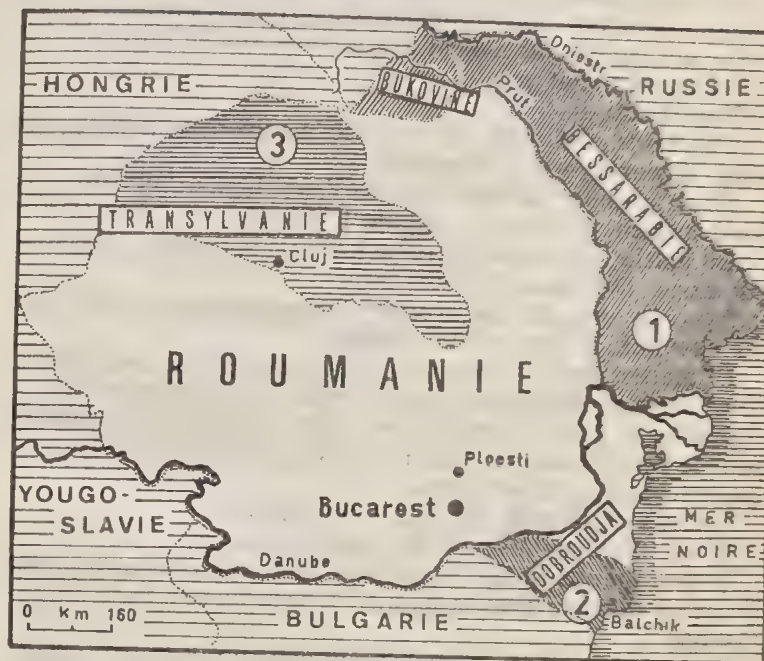 HONGRIE
BUKOVINE
Dniestr
Prut
RUSSIE
BESSARABIE
3
TRANSYLVANIE
Cluj
1
ROUMANIE
Ploesti
Bucarest
YOUGO-
SLAVIE
Danube
DOBROUDJA
MER
NOIRE
2
Balchik
BULGARIE
0 Km 160